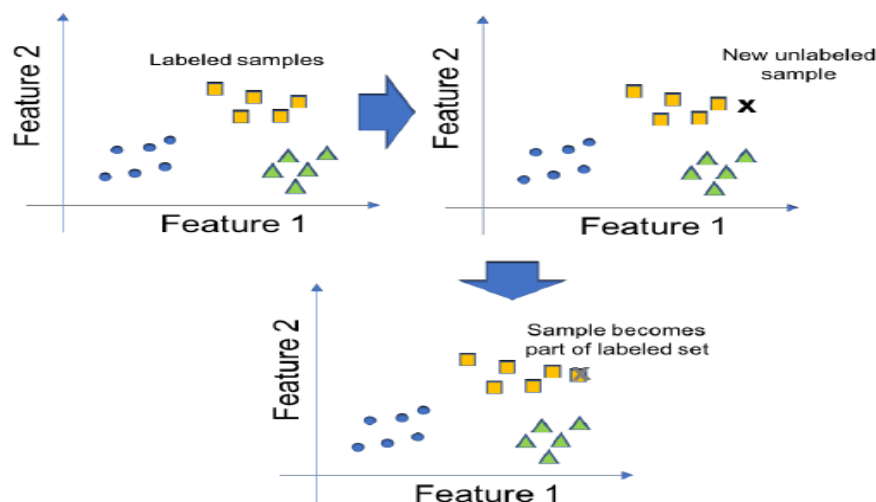 Feature 2
Labeled samples
Feature 1
Feature 2
New unlabeled
sample
x
Feature 1
Feature 2
Sample becomes
part of labeled set
Feature 1